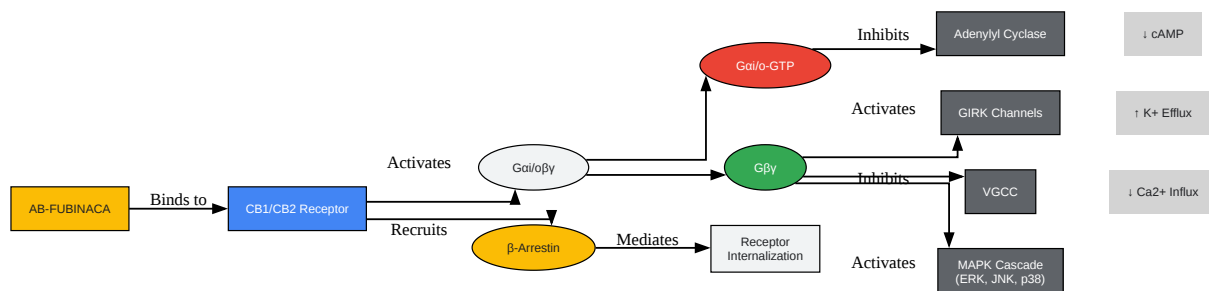 AB-FUBINACA
Binds to
CB1/CB2 Receptor
Activates
Recruits
Gαi/oβγ
β-Arrestin
Mediates
Receptor
Internalization
Gαi/o-GTP
Gβγ
Inhibits
Adenylyl Cyclase
↓ cAMP
Activates
GIRK Channels
↑ K+ Efflux
Inhibits
VGCC
↓ Ca2+ Influx
Activates
MAPK Cascade
(ERK, JNK, p38)